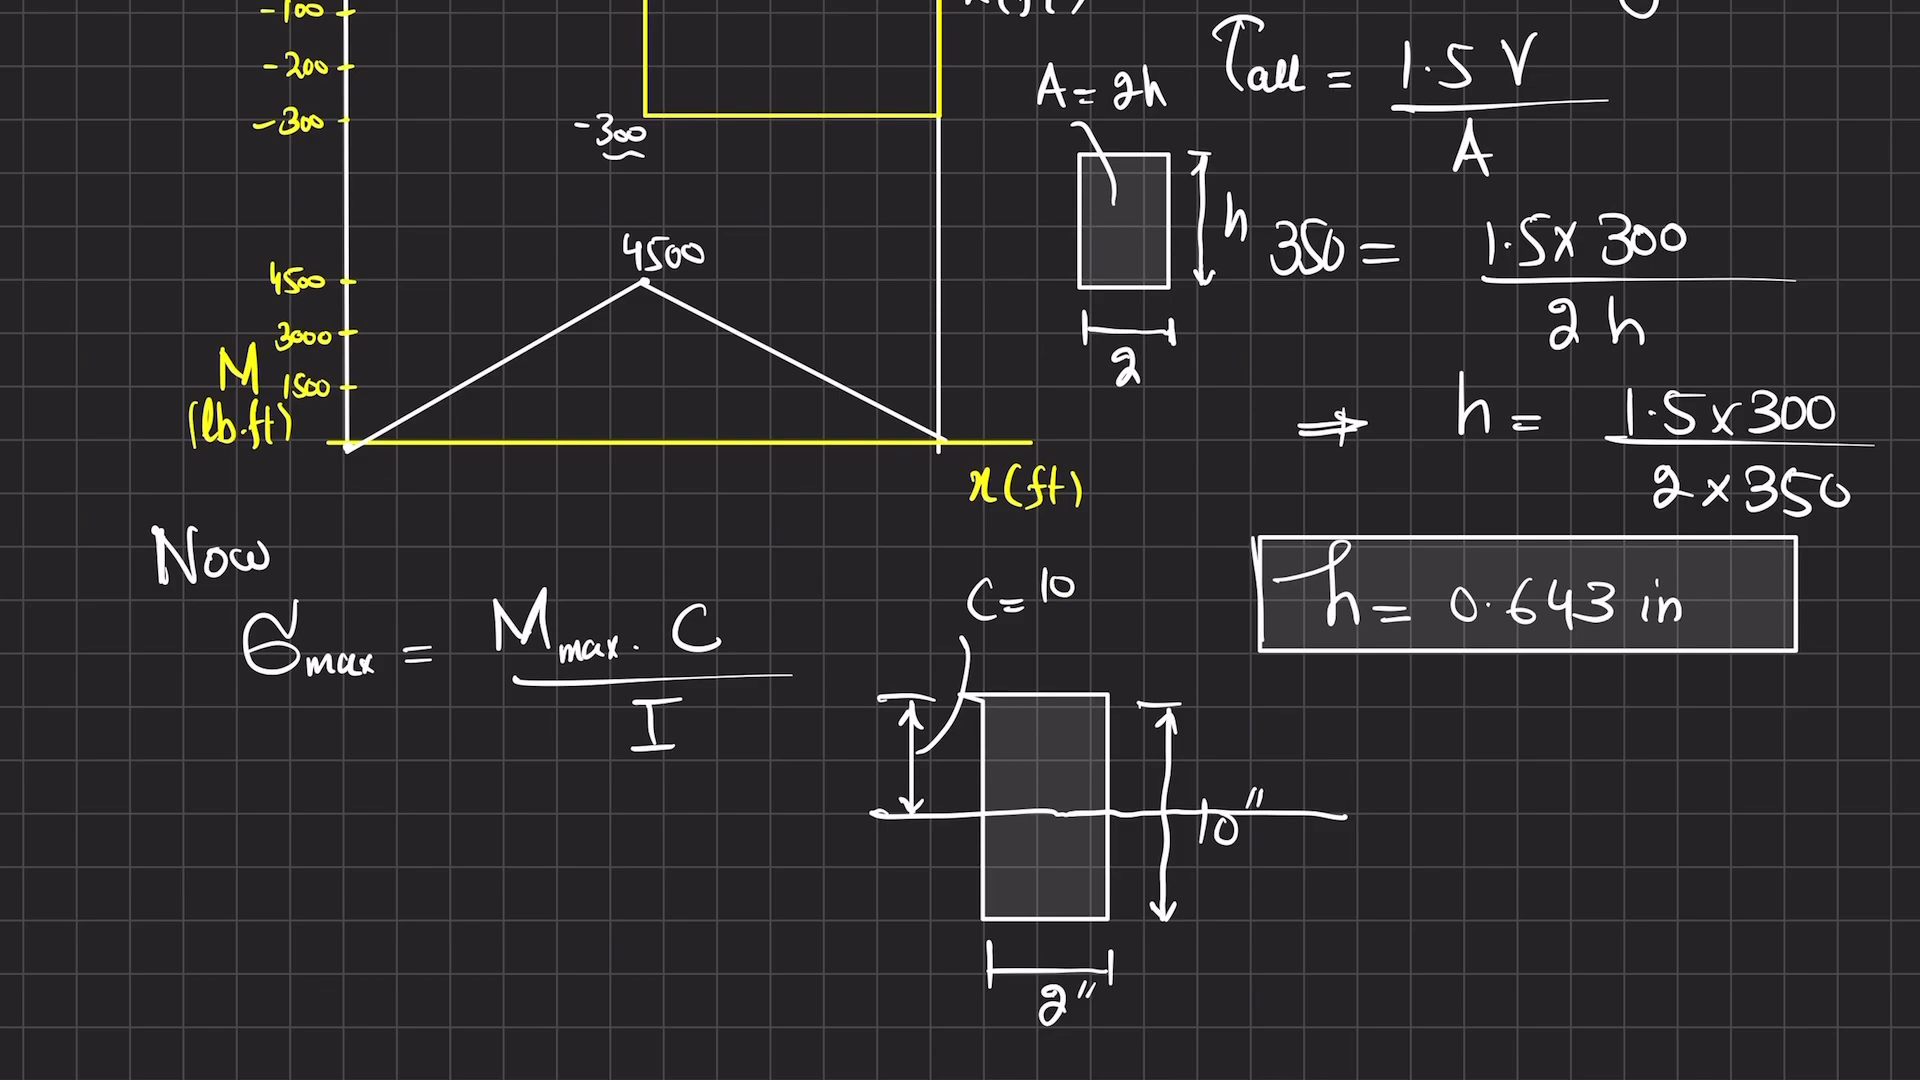 -100
-200
-300
-300
4500
4500
3000
1500
M
(lb.ft)
x(ft)
A = 2h
h
2
τall = 1.5 V / A
350 = 1.5 x 300 / 2 h
⇒ h = 1.5 x 300 / 2 x 350
h = 0.643 in
Now
σmax = Mmax. C / I
C = 10
10"
2"